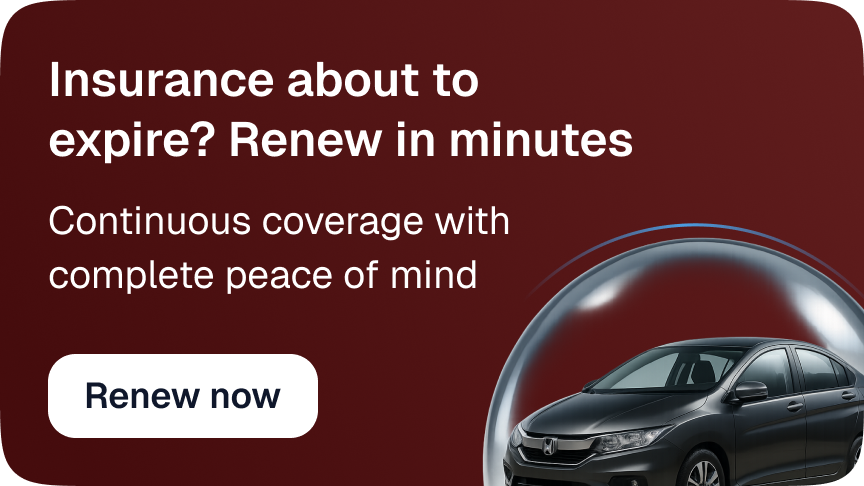 Insurance about to
expire? Renew in minutes
Continuous coverage with
complete peace of mind
Renew now